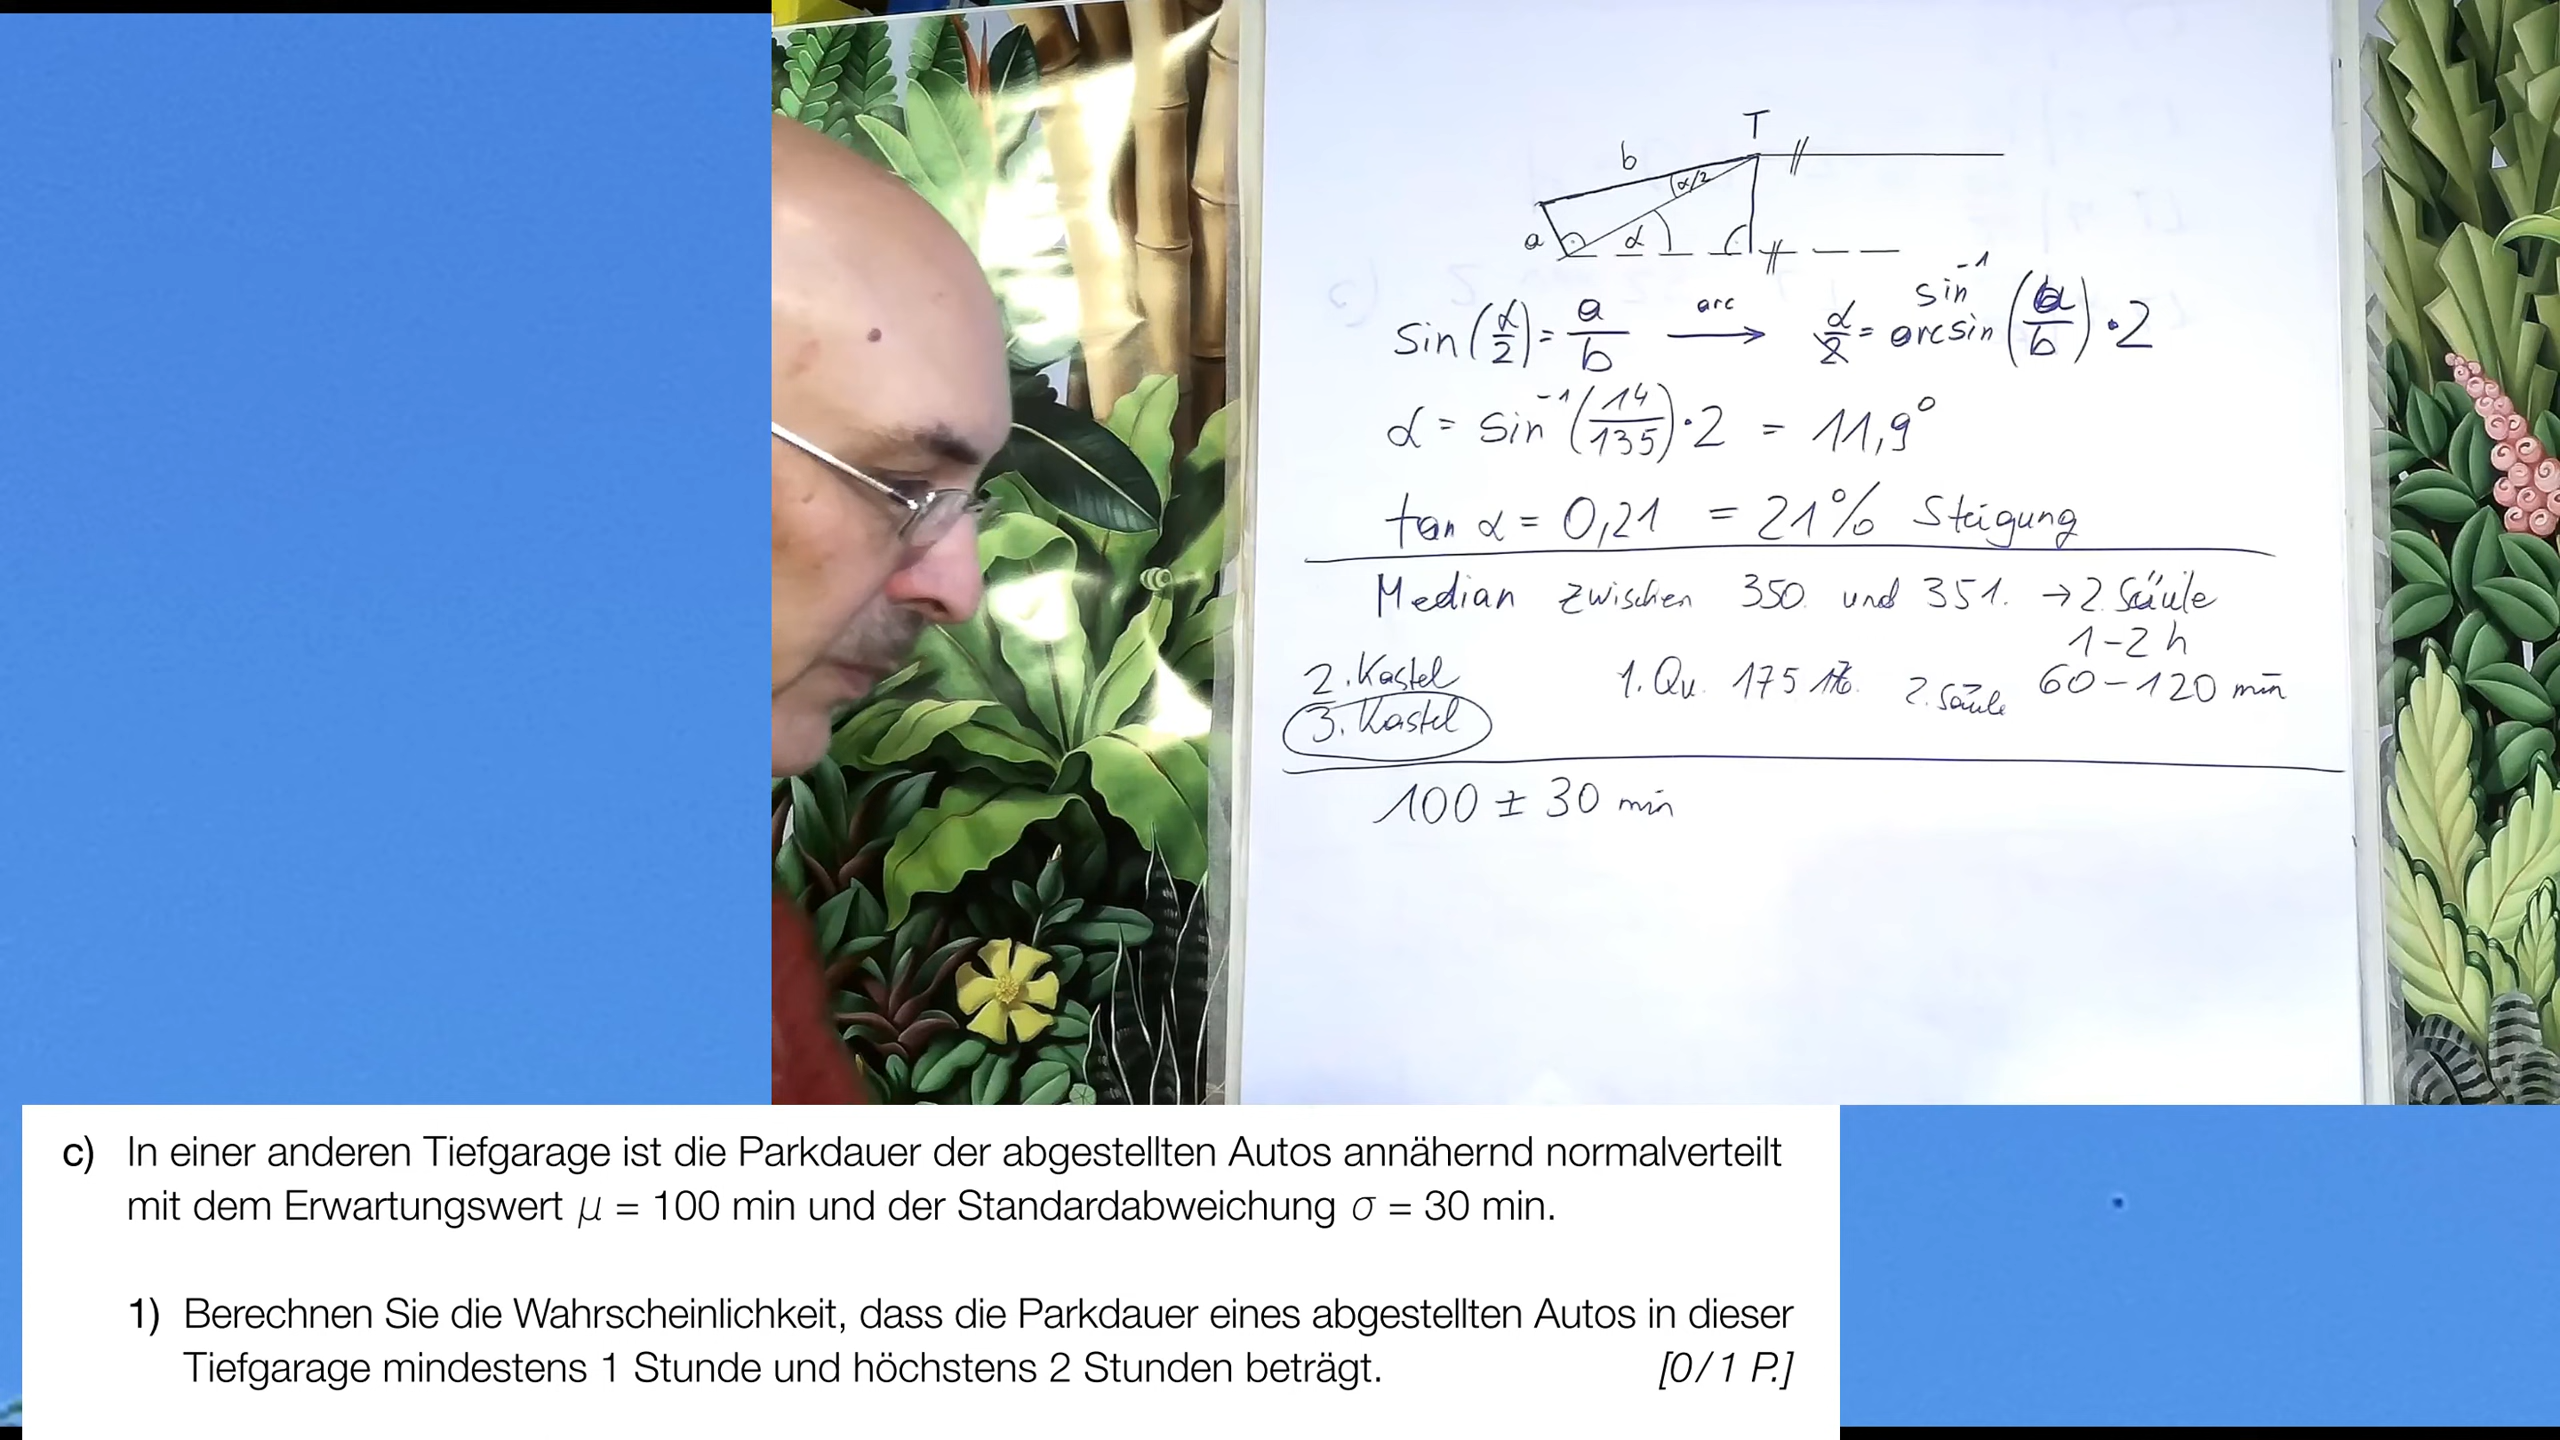 T
b
α/2
a
α
sin(α/2) = a/b arc → α/2 = sin⁻¹ arcsin(a/b) · 2
α = sin⁻¹(14/135) · 2 = 11,9°
tan α = 0,21 = 21% Steigung
Median zwischen 350. und 351. → 2. Säule
1-2 h
2. Kastel 1. Qu. 175. 176. 2. Säule 60-120 min
3. Kastel
100 ± 30 min
c) In einer anderen Tiefgarage ist die Parkdauer der abgestellten Autos annähernd normalverteilt
mit dem Erwartungswert μ = 100 min und der Standardabweichung σ = 30 min.
1) Berechnen Sie die Wahrscheinlichkeit, dass die Parkdauer eines abgestellten Autos in dieser
Tiefgarage mindestens 1 Stunde und höchstens 2 Stunden beträgt. [0/1 P.]